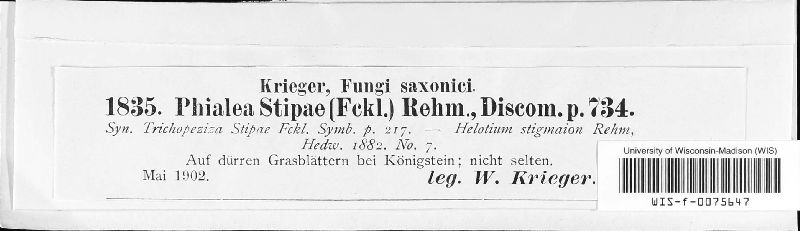 Krieger, Fungi saxonici.
1835. Phialea Stipae (Fckl.) Rehm., Discom. p. 734.
Syn. Trichopeziza Stipae Fckl. Symb. p. 217. — Helotium stigmaion Rehm,
Hedw. 1882. No. 7.
Auf dürren Grasblättern bei Königstein; nicht selten.
Mai 1902.
leg. W. Krieger.
University of Wisconsin-Madison (WIS)
WIS-f-0075647